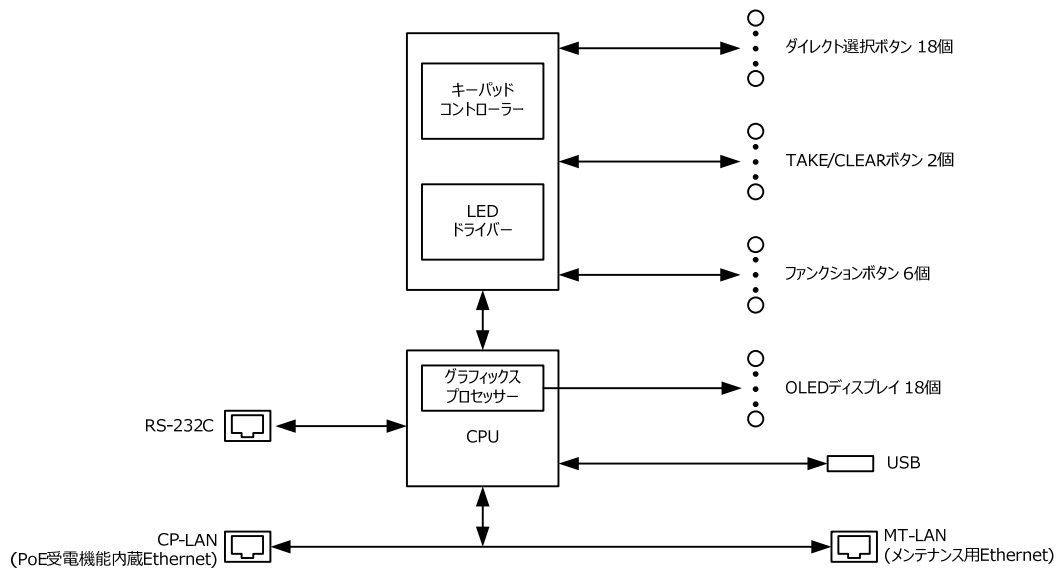 ダイレクト選択ボタン 18個
キーパッド
コントローラー
TAKE/CLEARボタン 2個
LED
ドライバー
ファンクションボタン 6個
グラフィックス
プロセッサー
OLEDディスプレイ 18個
RS-232C
CPU
USB
CP-LAN
(PoE受電機能内蔵Ethernet)
MT-LAN
(メンテナンス用Ethernet)